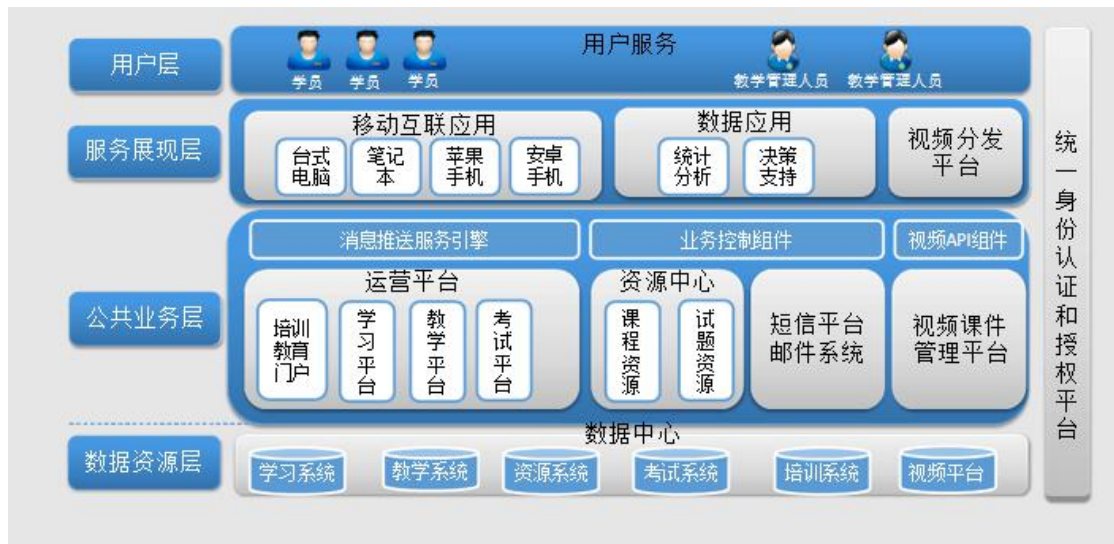 用户层
用户服务
学员
学员
学员
教学管理人员
教学管理人员
服务展现层
移动互联应用
台式
电脑
笔记
本
苹果
手机
安卓
手机
数据应用
统计
分析
决策
支持
视频分发
平台
公共业务层
消息推送服务引擎
业务控制组件
视频API组件
运营平台
培训
教育
门户
学习平台
教学平台
考试平台
资源中心
课程资源
试题资源
短信平台
邮件系统
视频课件
管理平台
数据资源层
数据中心
学习系统
教学系统
资源系统
考试系统
培训系统
视频平台
统一身份认证和授权平台